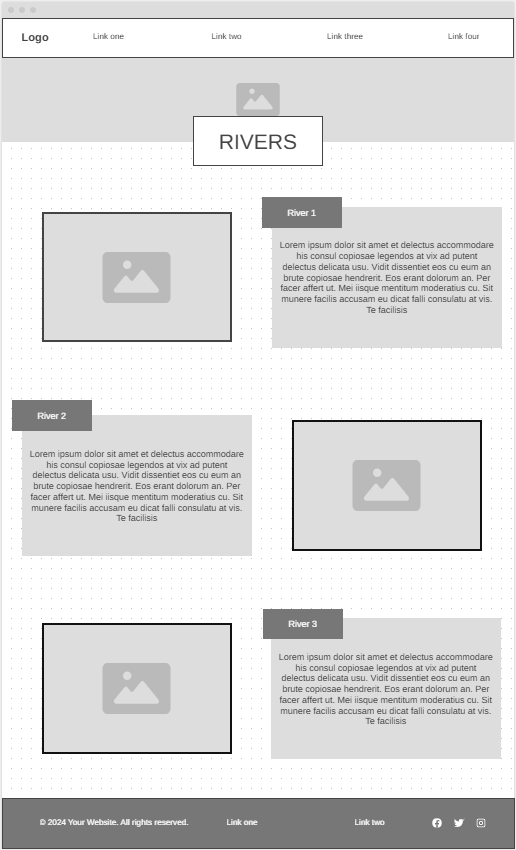 Logo
Link one
Link two
Link three
Link four
RIVERS
River 1
Lorem ipsum dolor sit amet et delectus accommodare
his consul copiosae legendos at vix ad putent
delectus delicata usu. Vidit dissentiet eos cu eum an
brute copiosae hendrerit. Eos erant dolorum an. Per
facer affert ut. Mei iisque mentitum moderatius cu. Sit
munere facilis accusam eu dicat falli consulatu at vis.
Te facilisis
River 2
Lorem ipsum dolor sit amet et delectus accommodare
his consul copiosae legendos at vix ad putent
delectus delicata usu. Vidit dissentiet eos cu eum an
brute copiosae hendrerit. Eos erant dolorum an. Per
facer affert ut. Mei iisque mentitum moderatius cu. Sit
munere facilis accusam eu dicat falli consulatu at vis.
Te facilisis
River 3
Lorem ipsum dolor sit amet et delectus accommodare
his consul copiosae legendos at vix ad putent
delectus delicata usu. Vidit dissentiet eos cu eum an
brute copiosae hendrerit. Eos erant dolorum an. Per
facer affert ut. Mei iisque mentitum moderatius cu. Sit
munere facilis accusam eu dicat falli consulatu at vis.
Te facilisis
© 2024 Your Website. All rights reserved.
Link one
Link two